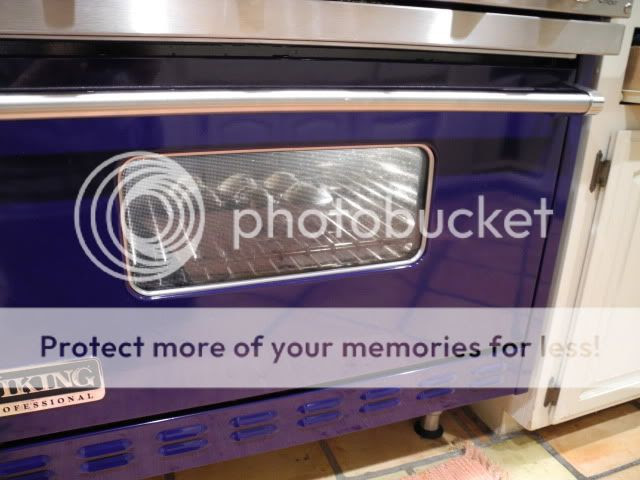 photobucket
Protect more of your memories for less!
VIKING
PROFESSIONAL